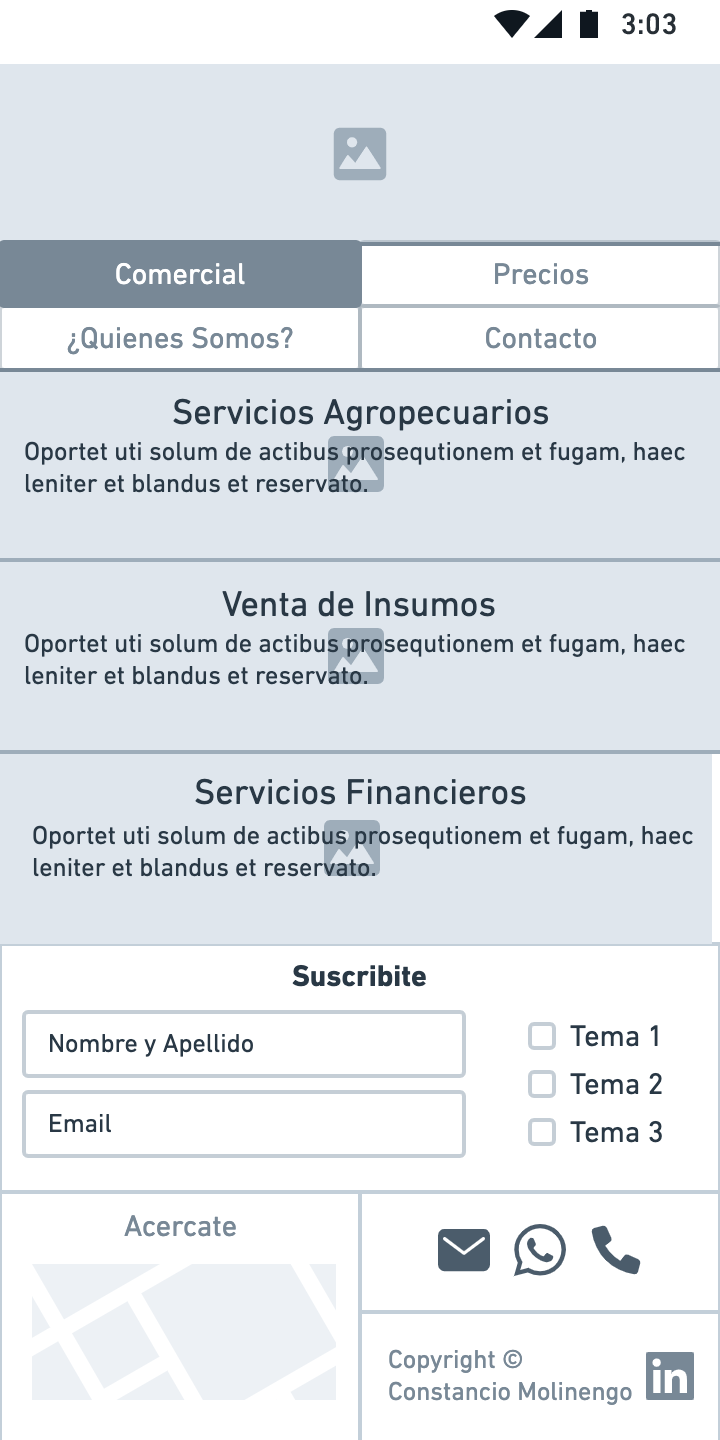 3:03
Comercial
Precios
¿Quienes Somos?
Contacto
Servicios Agropecuarios
Oportet uti solum de actibus prosequtionem et fugam, haec
leniter et blandus et reservato.
Venta de Insumos
Oportet uti solum de actibus prosequtionem et fugam, haec
leniter et blandus et reservato.
Servicios Financieros
Oportet uti solum de actibus prosequtionem et fugam, haec
leniter et blandus et reservato.
Suscribite
Nombre y Apellido
Email
Tema 1
Tema 2
Tema 3
Acercate
Copyright ©
Constancio Molinengo
in